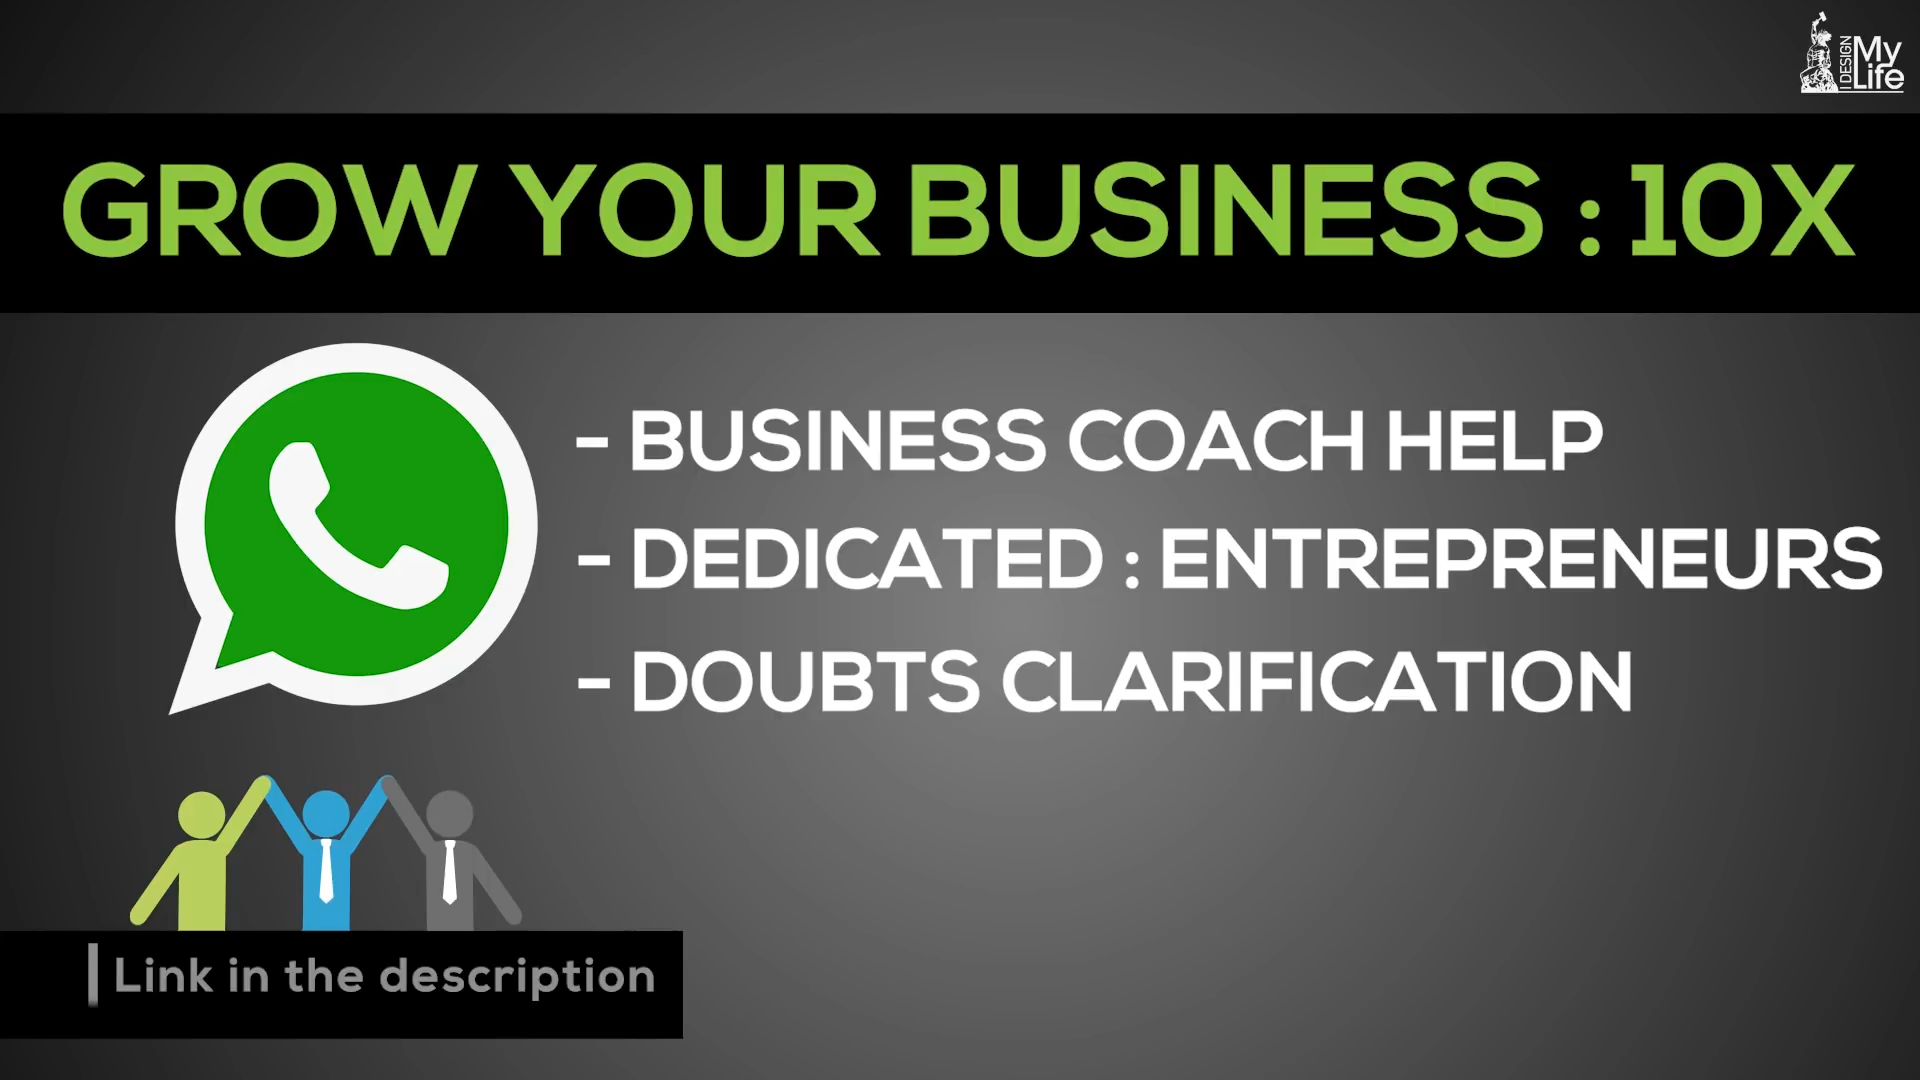 I DESIGN
My
Life
GROW YOUR BUSINESS : 10X
- BUSINESS COACH HELP
- DEDICATED : ENTREPRENEURS
- DOUBTS CLARIFICATION
Link in the description